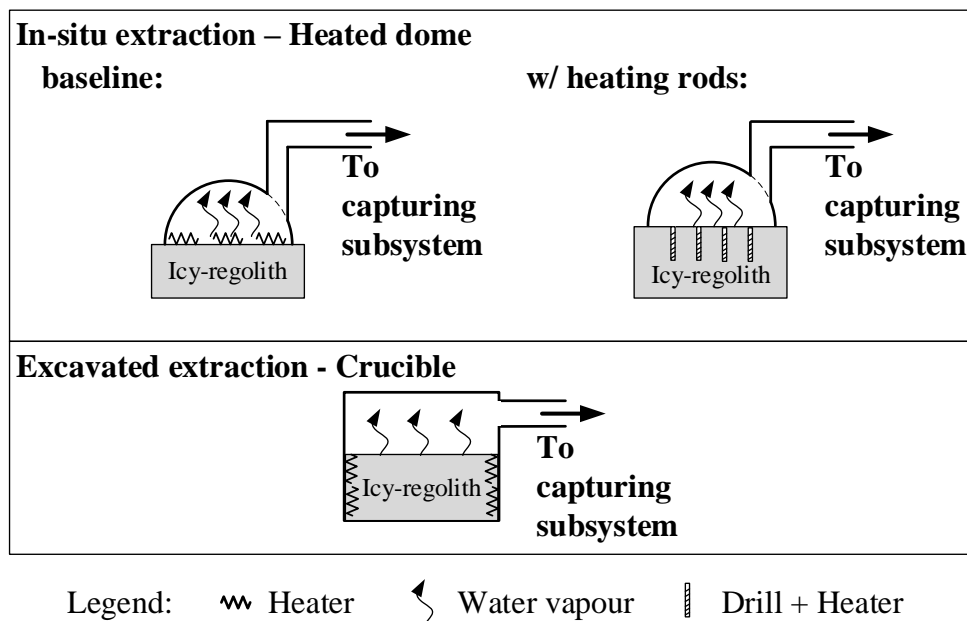 In-situ extraction – Heated dome
baseline:
w/ heating rods:
To
capturing
subsystem
Icy-regolith
To
capturing
subsystem
Icy-regolith
Excavated extraction - Crucible
Icy-regolith
To
capturing
subsystem
Legend: Heater Water vapour Drill + Heater